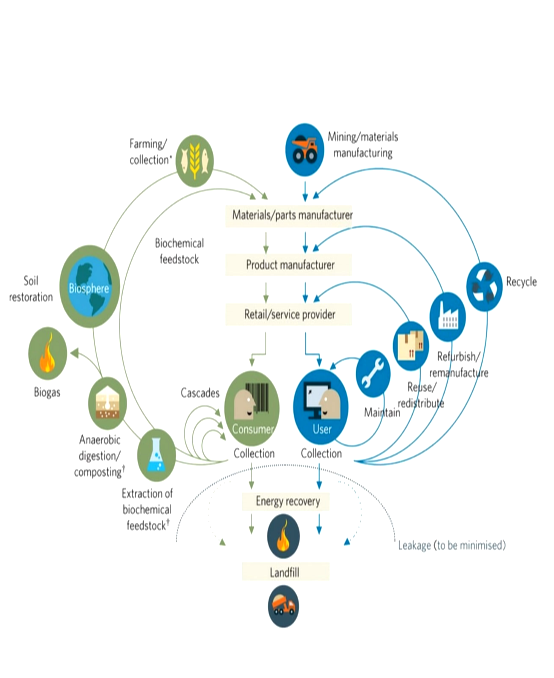 Farming/
collection*
Mining/materials
manufacturing
Materials/parts manufacturer
Biochemical
feedstock
Product manufacturer
Soil
restoration
Biosphere
Recycle
Retail/service provider
Biogas
Refurbish/
remanufacture
Reuse/
redistribute
Maintain
Cascades
Consumer
User
Anaerobic
digestion/
composting†
Collection
Collection
Extraction of
biochemical
feedstock†
Energy recovery
Leakage (to be minimised)
Landfill